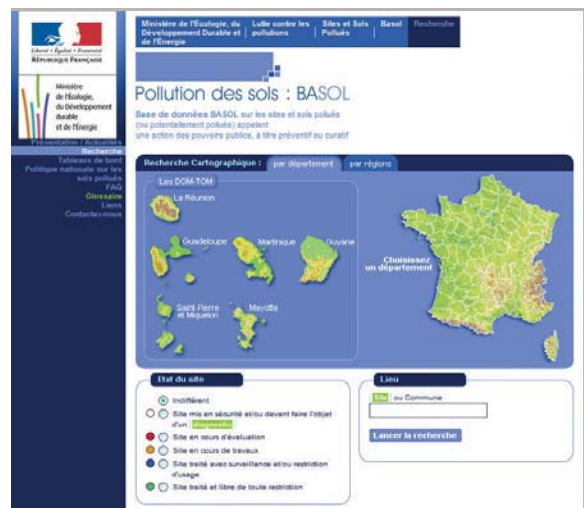 Liberté • Égalité • Fraternité
RÉPUBLIQUE FRANÇAISE
Ministère
de l'Écologie,
du Développement
durable
et de l'Énergie
Présentation / Actualités
Recherche
Tableaux de bord
Politique nationale sur les
sols pollués
FAQ
Glossaire
Liens
Contactez-nous
Ministère de l'Écologie, du
Développement Durable et
de l'Énergie
Lutte contre les
pollutions
Sites et Sols
Pollués
Basol
Recherche
Pollution des sols : BASOL
Base de données BASOL sur les sites et sols pollués
(ou potentiellement pollués) appelant
une action des pouvoirs publics, à titre préventif ou curatif
Recherche Cartographique :
par département
par régions
Les DOM-TOM
La Réunion
Guadeloupe
Martinique
Guyane
Saint-Pierre
et Miquelon
Mayotte
Choisissez
un département
Etat du site
Indifférent
Site mis en sécurité et/ou devant faire l'objet
d'un diagnostic
Site en cours d'évaluation
Site en cours de travaux
Site traité avec surveillance et/ou restriction
d'usage
Site traité et libre de toute restriction
Lieu
Site ou Commune
Lancer la recherche